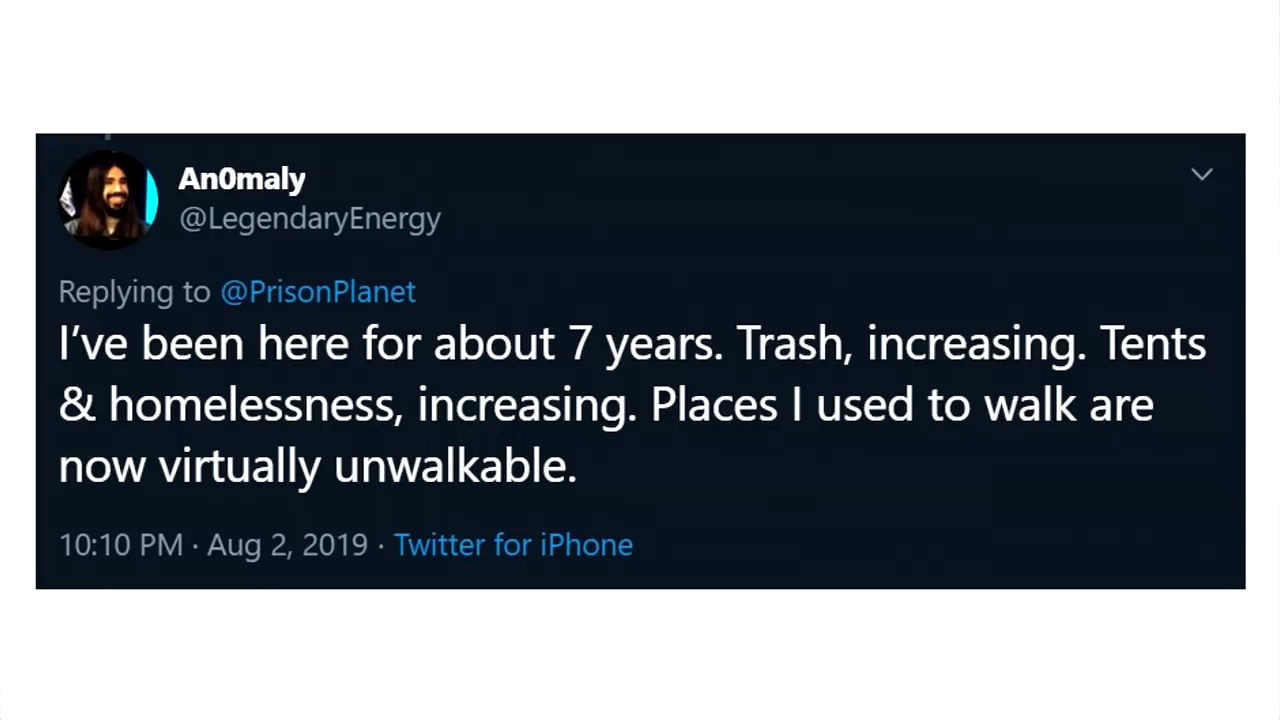 An0maly
@LegendaryEnergy
Replying to @PrisonPlanet
I’ve been here for about 7 years. Trash, increasing. Tents
& homelessness, increasing. Places I used to walk are
now virtually unwalkable.
10:10 PM · Aug 2, 2019 · Twitter for iPhone